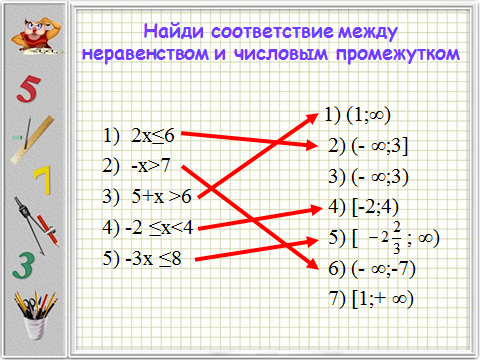 Найди соответствие между
неравенством и числовым промежутком
1) 2x≤6
2) -x>7
3) 5+x >6
4) -2 ≤x<4
5) -3x ≤8
1) (1;∞)
2) (- ∞;3]
3) (- ∞;3)
4) [-2;4)
5) [ -2 2/3 ; ∞)
6) (- ∞;-7)
7) [1;+ ∞)
5
7
3